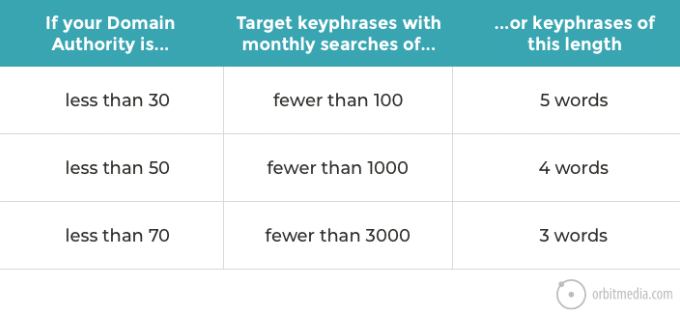 If your Domain Authority is...
Target keyphrases with monthly searches of...
...or keyphrases of this length
less than 30
fewer than 100
5 words
less than 50
fewer than 1000
4 words
less than 70
fewer than 3000
3 words
orbitmedia.com